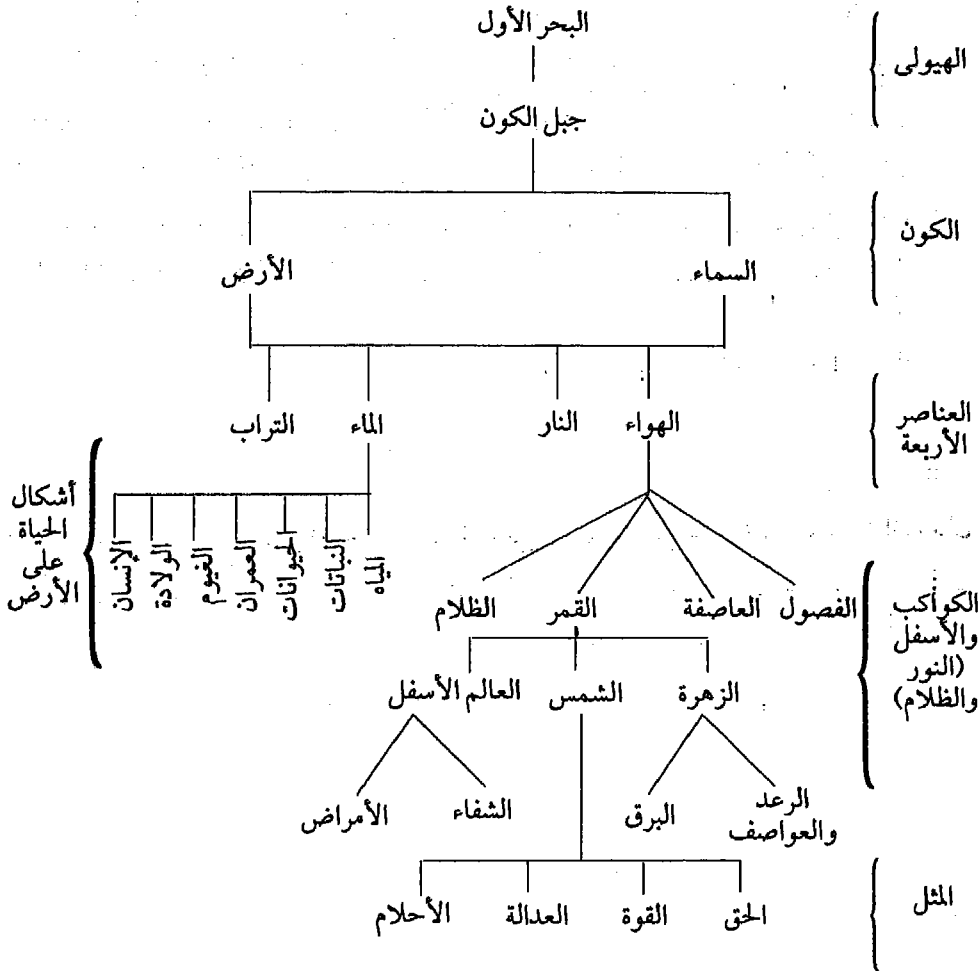 البحر الأول
الهيولى
جبل الكون
الكون
السماء
الأرض
العناصر
الأربعة
الهواء
النار
الماء
التراب
أشكال
الحياة
على
الأرض
المياه
النباتات
الحيوانات
العمران
الغيوم
الولادة
الإنسان
الكواكب
والأسفل
(النور
والظلام)
الفصول
العاصفة
القمر
الظلام
الزهرة
الشمس
العالم الأسفل
الرعد
والعواصف
البرق
الشفاء
الأمراض
المثل
الحق
القوة
العدالة
الأحلام